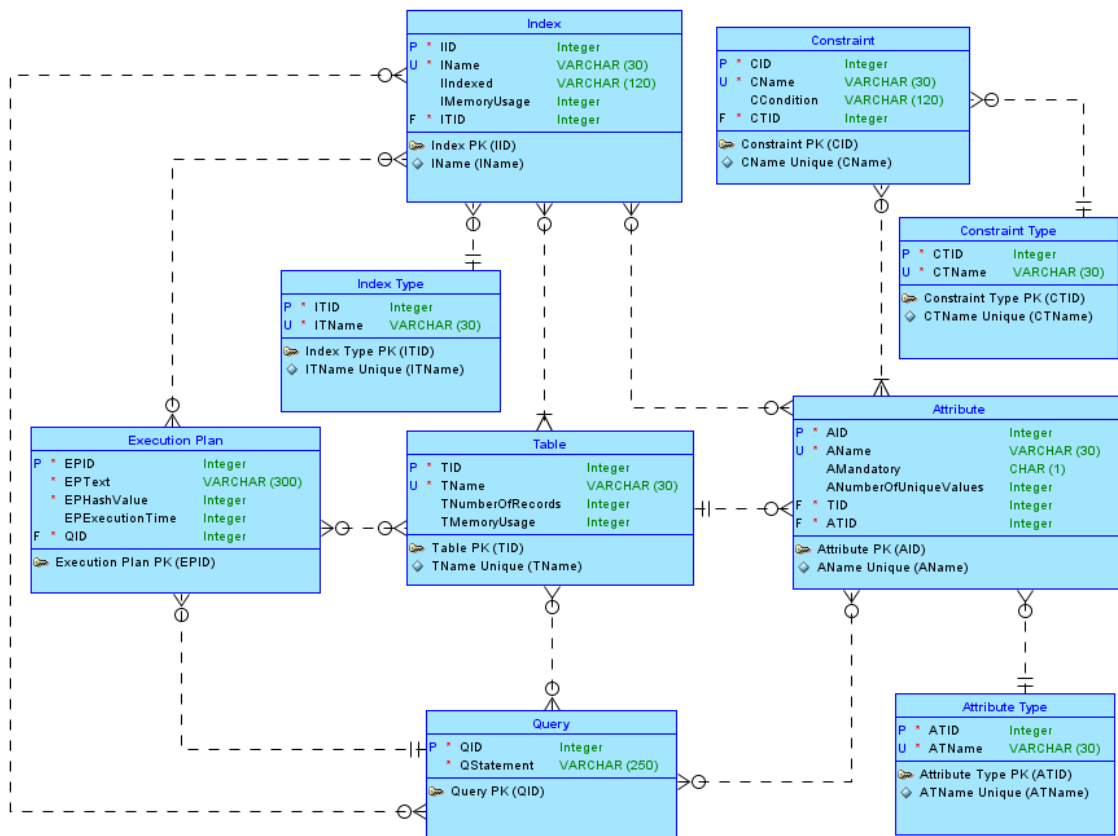 Index
P * IID Integer
U * IName VARCHAR (30)
IIndexed VARCHAR (120)
IMemoryUsage Integer
F * ITID Integer
Index PK (IID)
IName (IName)
Constraint
P * CID Integer
U * CName VARCHAR (30)
CCondition VARCHAR (120)
F * CTID Integer
Constraint PK (CID)
CName Unique (CName)
Constraint Type
P * CTID Integer
U * CTName VARCHAR (30)
Constraint Type PK (CTID)
CTName Unique (CTName)
Index Type
P * ITID Integer
U * ITName VARCHAR (30)
Index Type PK (ITID)
ITName Unique (ITName)
Execution Plan
P * EPID Integer
* EPText VARCHAR (300)
* EPHashValue Integer
EPExecutionTime Integer
F * QID Integer
Execution Plan PK (EPID)
Table
P * TID Integer
U * TName VARCHAR (30)
TNumberOfRecords Integer
TMemoryUsage Integer
Table PK (TID)
TName Unique (TName)
Attribute
P * AID Integer
U * AName VARCHAR (30)
AMandatory CHAR (1)
ANumberOfUniqueValues Integer
F * TID Integer
F * ATID Integer
Attribute PK (AID)
AName Unique (AName)
Query
P * QID Integer
* QStatement VARCHAR (250)
Query PK (QID)
Attribute Type
P * ATID Integer
U * ATName VARCHAR (30)
Attribute Type PK (ATID)
ATName Unique (ATName)